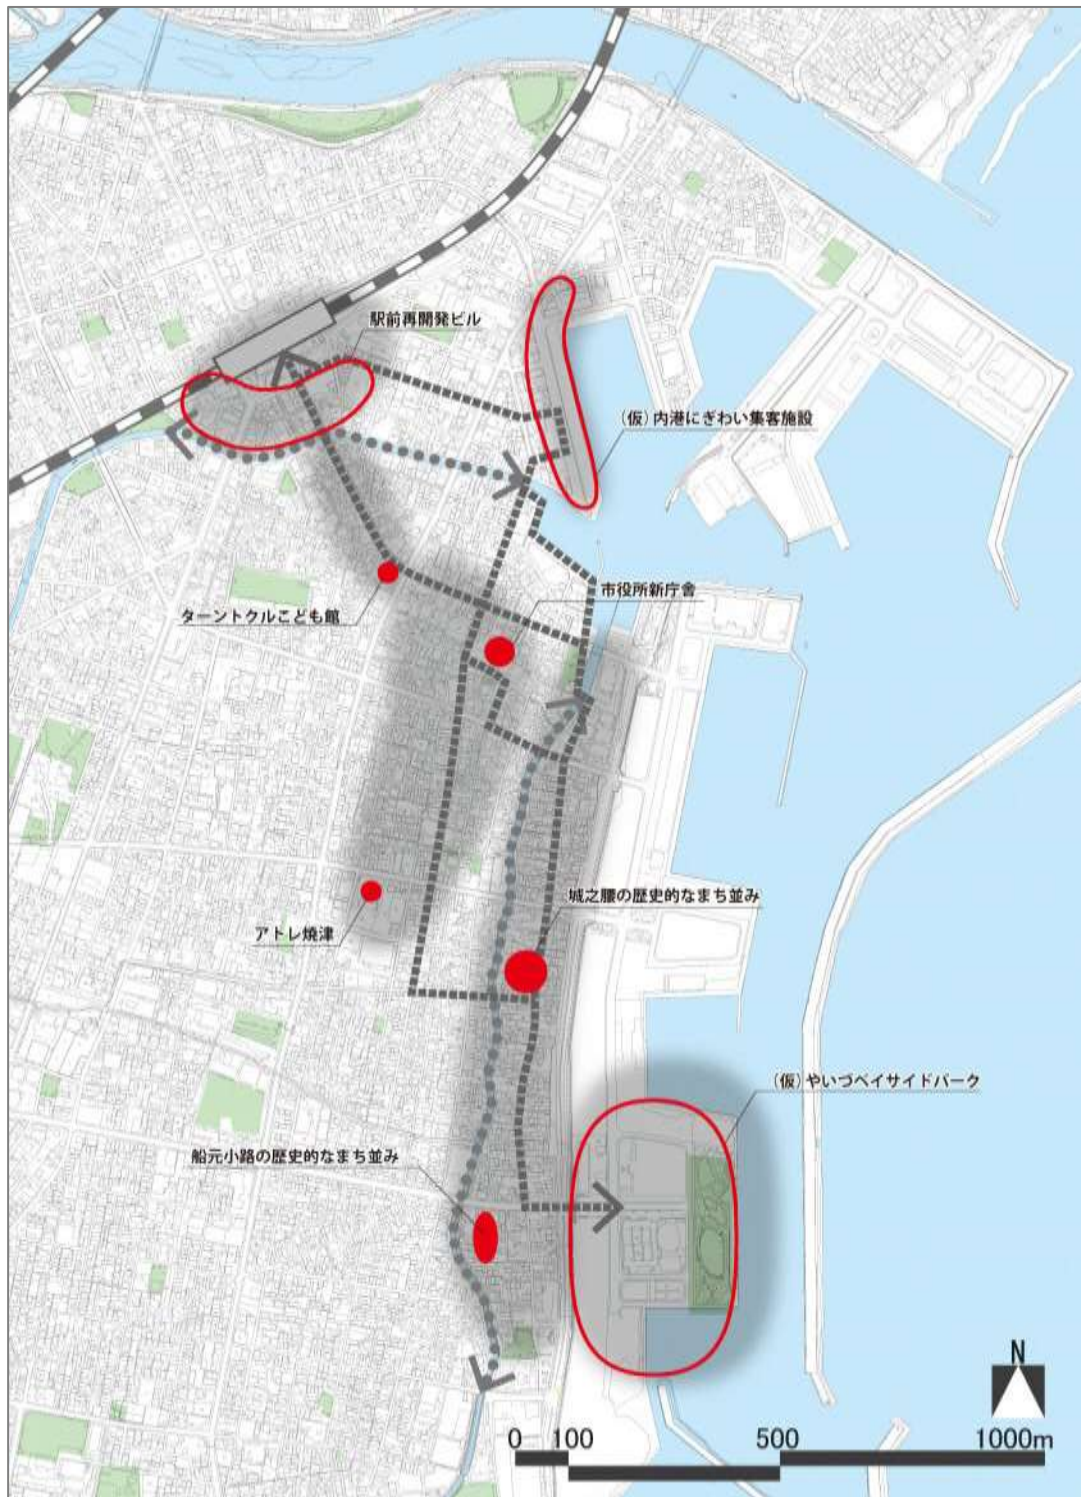 駅前再開発ビル
(仮)内港にぎわい集客施設
市役所新庁舎
ターントクルこども館
城之腰の歴史的なまち並み
アトレ焼津
(仮)やいづベイサイドパーク
船元小路の歴史的なまち並み
N
0 100 500 1000m